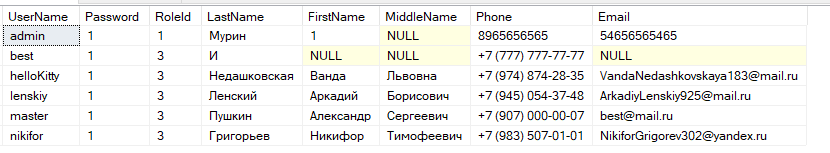 UserName Password RoleId LastName FirstName MiddleName Phone Email
admin 1 1 Мурин 1 NULL 8965656565 54656565465
best 1 3 И NULL NULL +7 (777) 777-77-77 NULL
helloKitty 1 3 Недашковская Ванда Львовна +7 (974) 874-28-35 VandaNedashkovskaya183@mail.ru
lenskiy 1 3 Ленский Аркадий Борисович +7 (945) 054-37-48 ArkadiyLenskiy925@mail.ru
master 1 3 Пушкин Александр Сергеевич +7 (907) 000-00-07 best@mail.ru
nikifor 1 3 Григорьев Никифор Тимофеевич +7 (983) 507-01-01 NikiforGrigorev302@yandex.ru